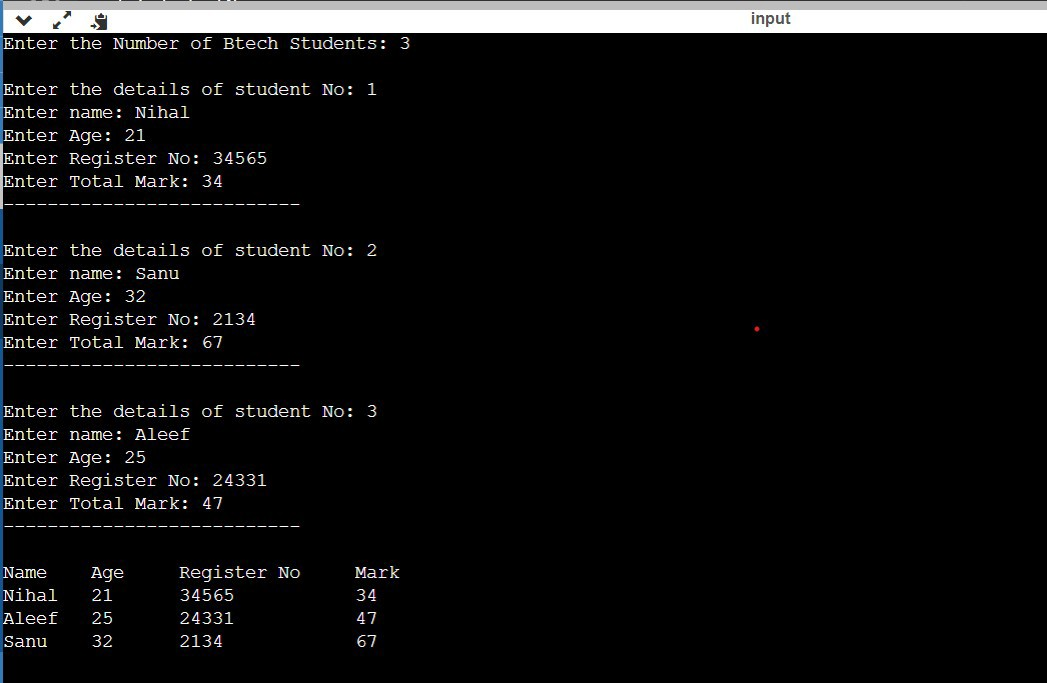 input
Enter the Number of Btech Students: 3
Enter the details of student No: 1
Enter name: Nihal
Enter Age: 21
Enter Register No: 34565
Enter Total Mark: 34
---------------------------
Enter the details of student No: 2
Enter name: Sanu
Enter Age: 32
Enter Register No: 2134
Enter Total Mark: 67
---------------------------
Enter the details of student No: 3
Enter name: Aleef
Enter Age: 25
Enter Register No: 24331
Enter Total Mark: 47
---------------------------
Name    Age     Register No     Mark
Nihal   21      34565           34
Aleef   25      24331           47
Sanu    32      2134            67